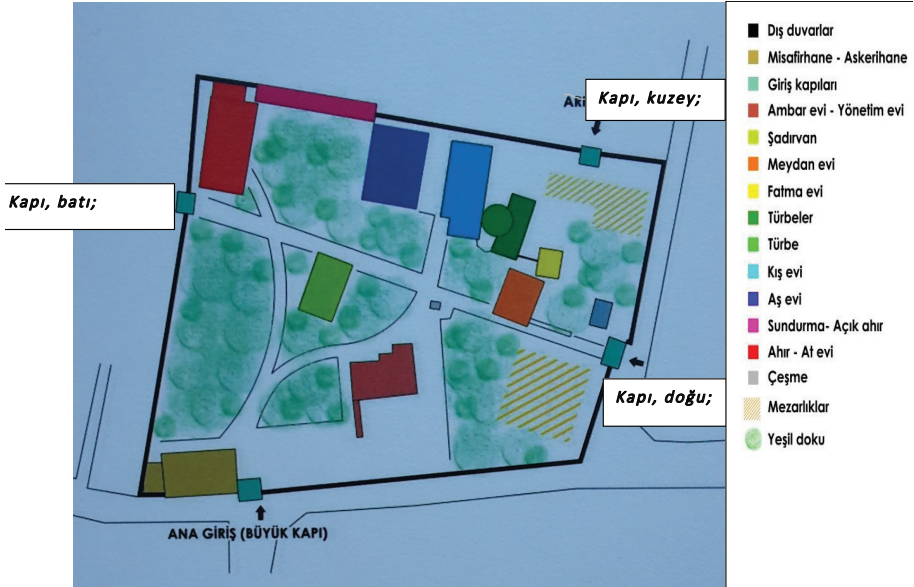 Kapı, kuzey;
Kapı, batı;
Kapı, doğu;
ANA GİRİŞ (BÜYÜK KAPI)
Dış duvarlar
Misafirhane - Askerihane
Giriş kapıları
Ambar evi - Yönetim evi
Şadırvan
Meydan evi
Fatma evi
Türbeler
Türbe
Kış evi
Aş evi
Sundurma- Açık ahır
Ahır - At evi
Çeşme
Mezarlıklar
Yeşil doku